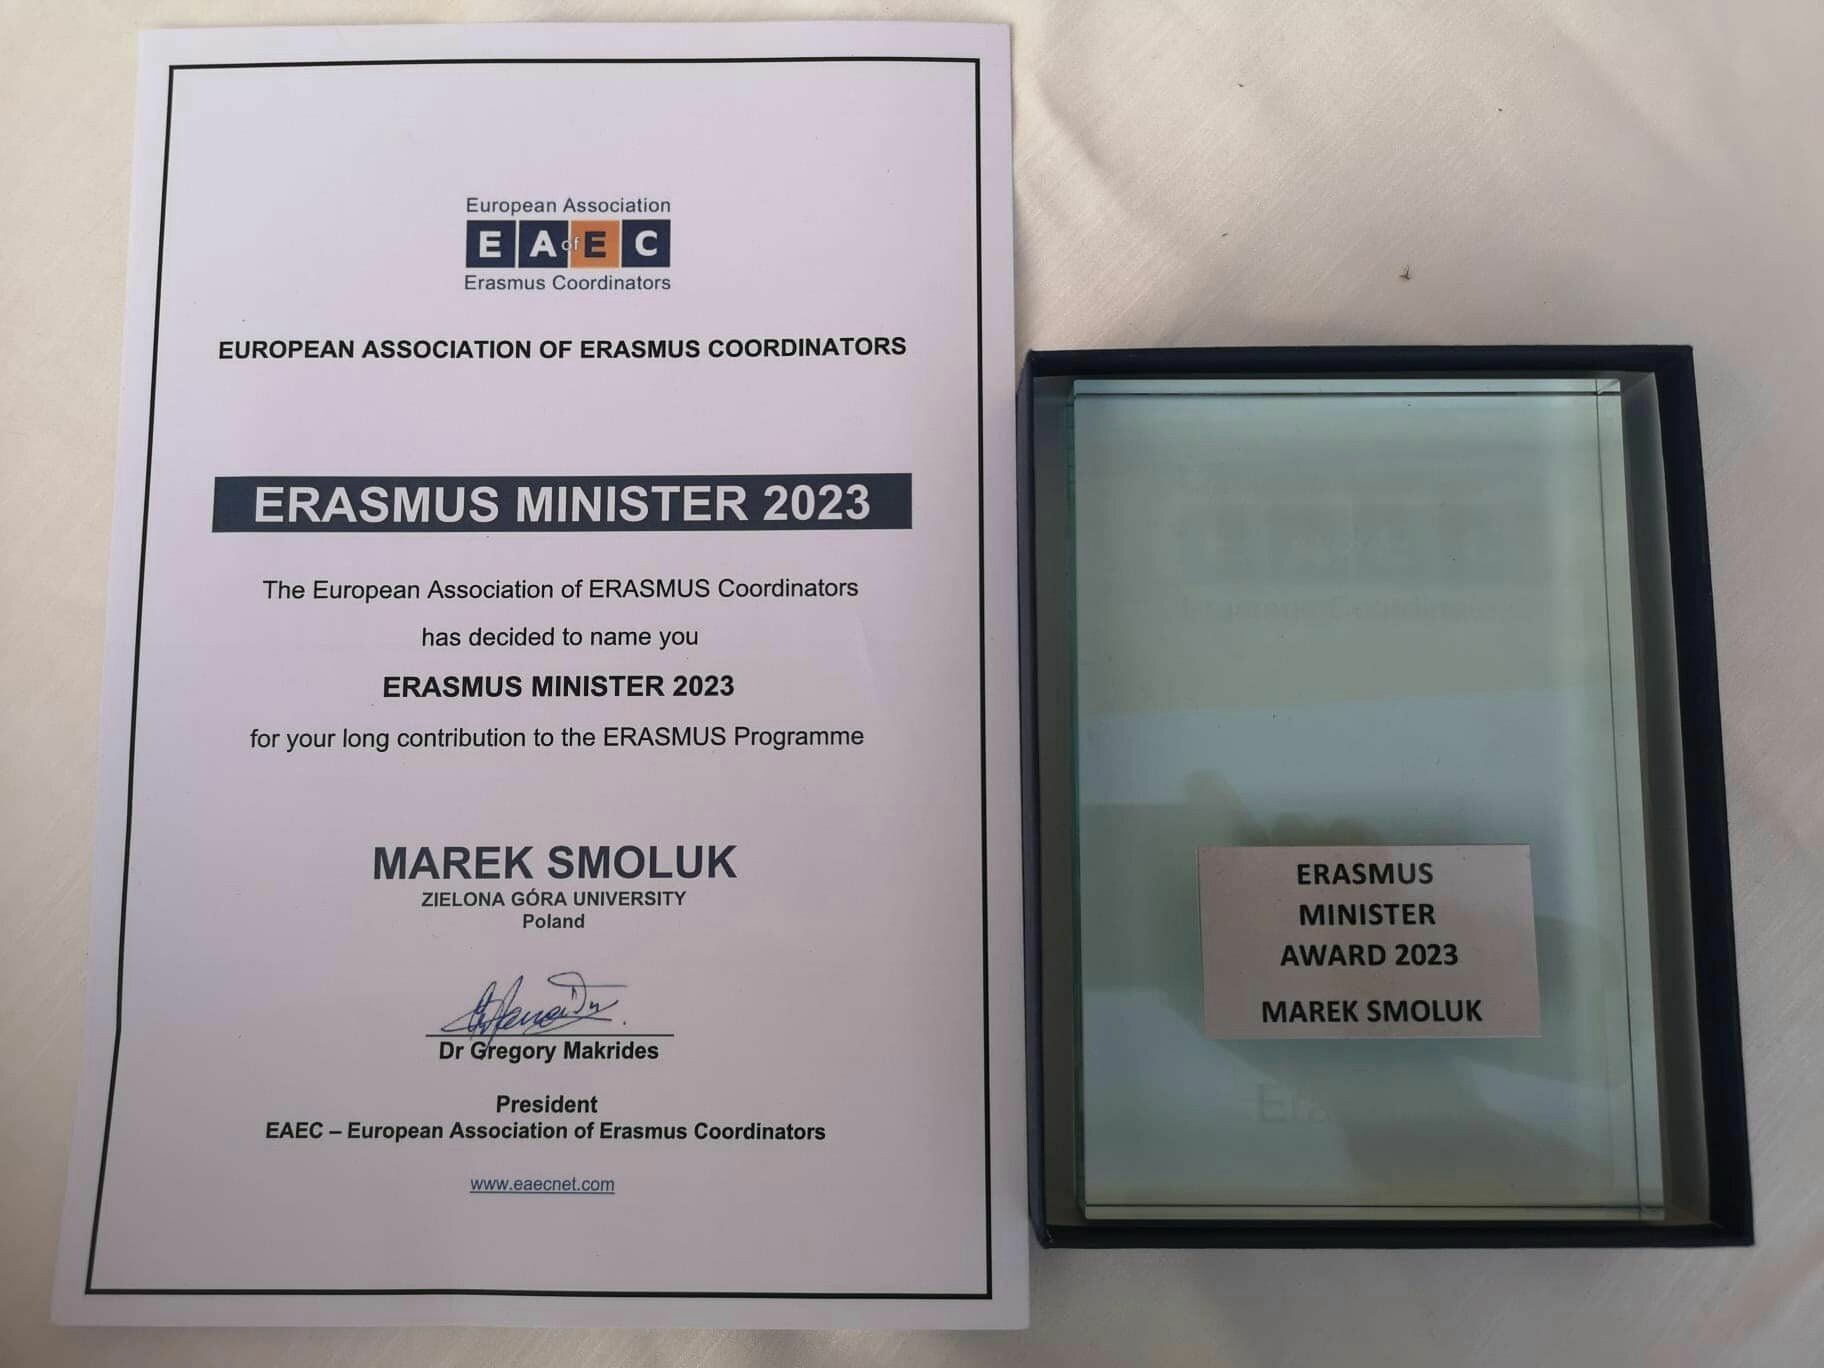 European Association
EAofEC
Erasmus Coordinators
EUROPEAN ASSOCIATION OF ERASMUS COORDINATORS
ERASMUS MINISTER 2023
The European Association of ERASMUS Coordinators
has decided to name you
ERASMUS MINISTER 2023
for your long contribution to the ERASMUS Programme
MAREK SMOLUK
ZIELONA GÓRA UNIVERSITY
Poland
Dr Gregory Makrides
President
EAEC – European Association of Erasmus Coordinators
www.eaecnet.com
ERASMUS
MINISTER
AWARD 2023
MAREK SMOLUK